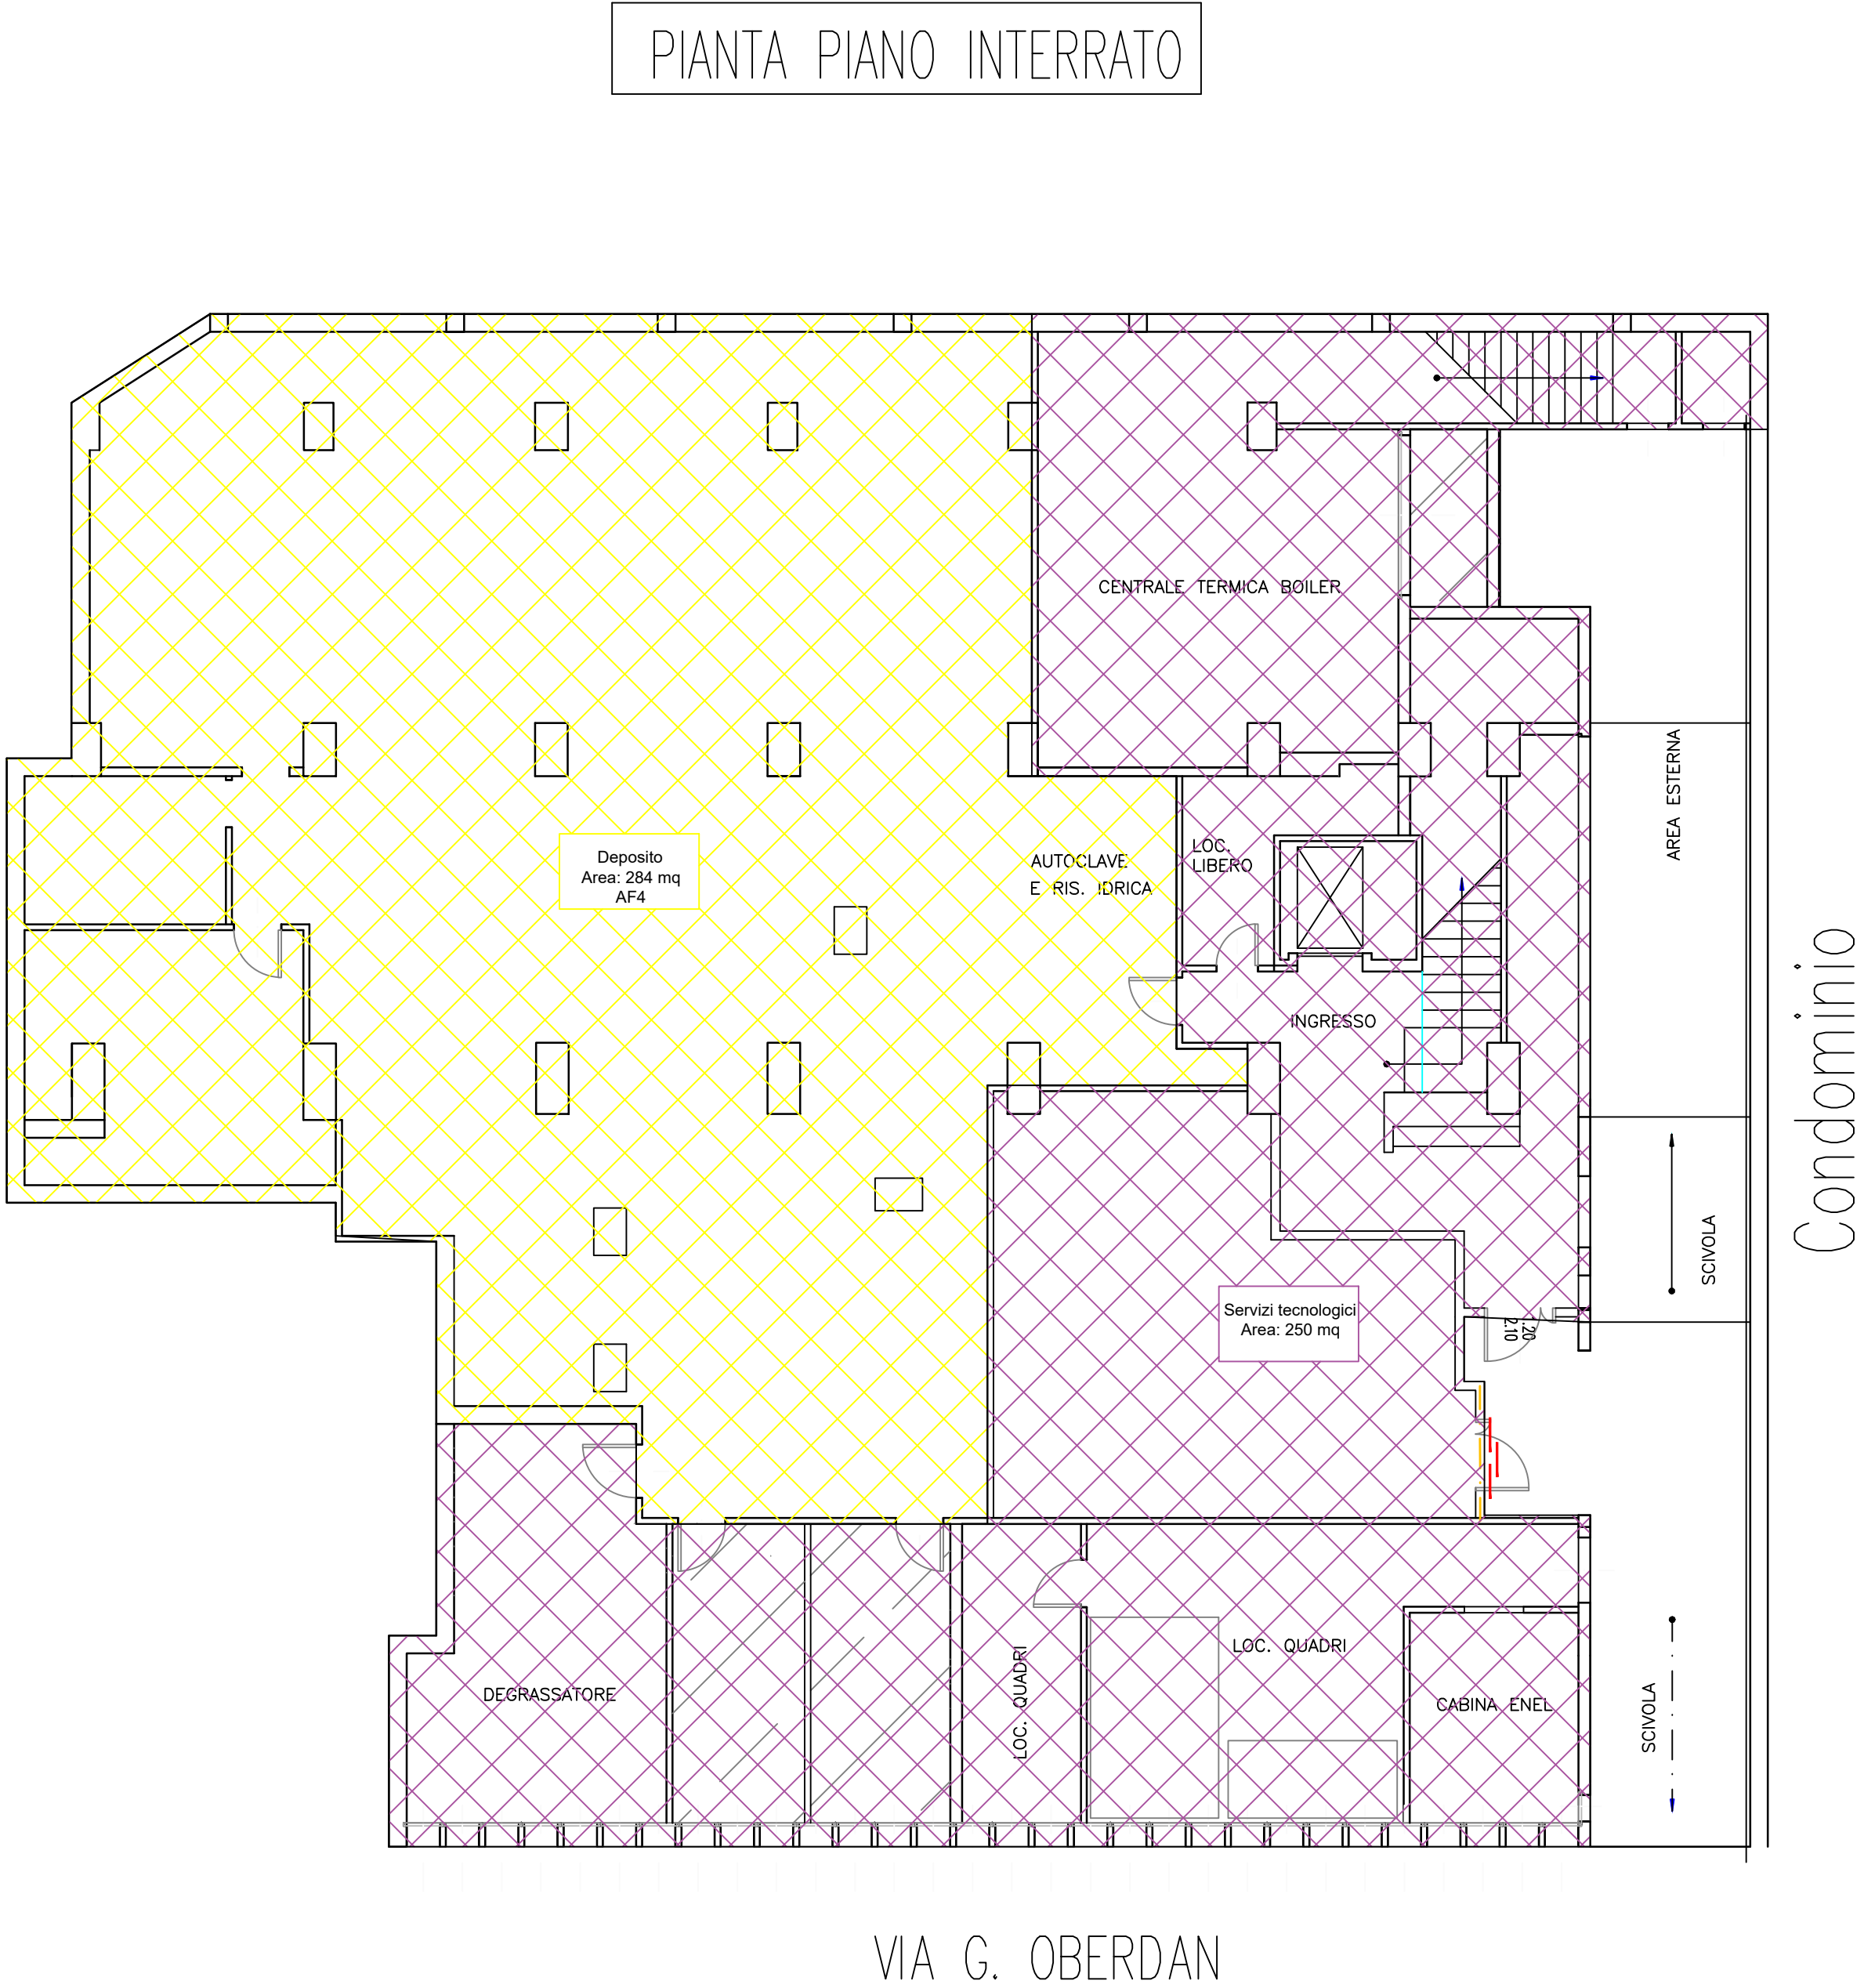 PIANTA PIANO INTERRATO
CENTRALE TERMICA BOILER
AREA ESTERNA
Deposito
Area: 284 mq
AF4
AUTOCLAVE
E RIS. IDRICA
LOC.
LIBERO
INGRESSO
Condominio
SCIVOLA
Servizi tecnologici
Area: 250 mq
2.10
LOC. QUADRI
LOC. QUADRI
DEGRASSATORE
CABINA ENEL
SCIVOLA
VIA G. OBERDAN